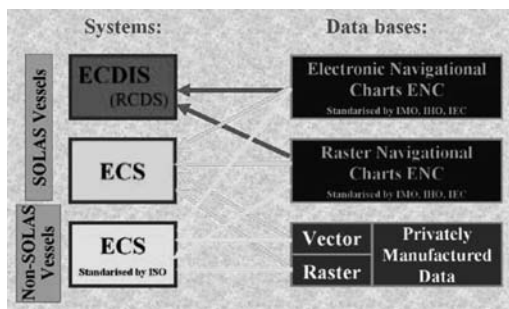 Systems:
Data bases:
SOLAS Vessels
Non-SOLAS
Vessels
ECDIS
(RCDS)
ECS
ECS
Standarised by ISO
Electronic Navigational
Charts ENC
Standarised by IMO, IHO, IEC
Raster Navigational
Charts ENC
Standarised by IMO, IHO, IEC
Vector
Raster
Privately
Manufactured
Data